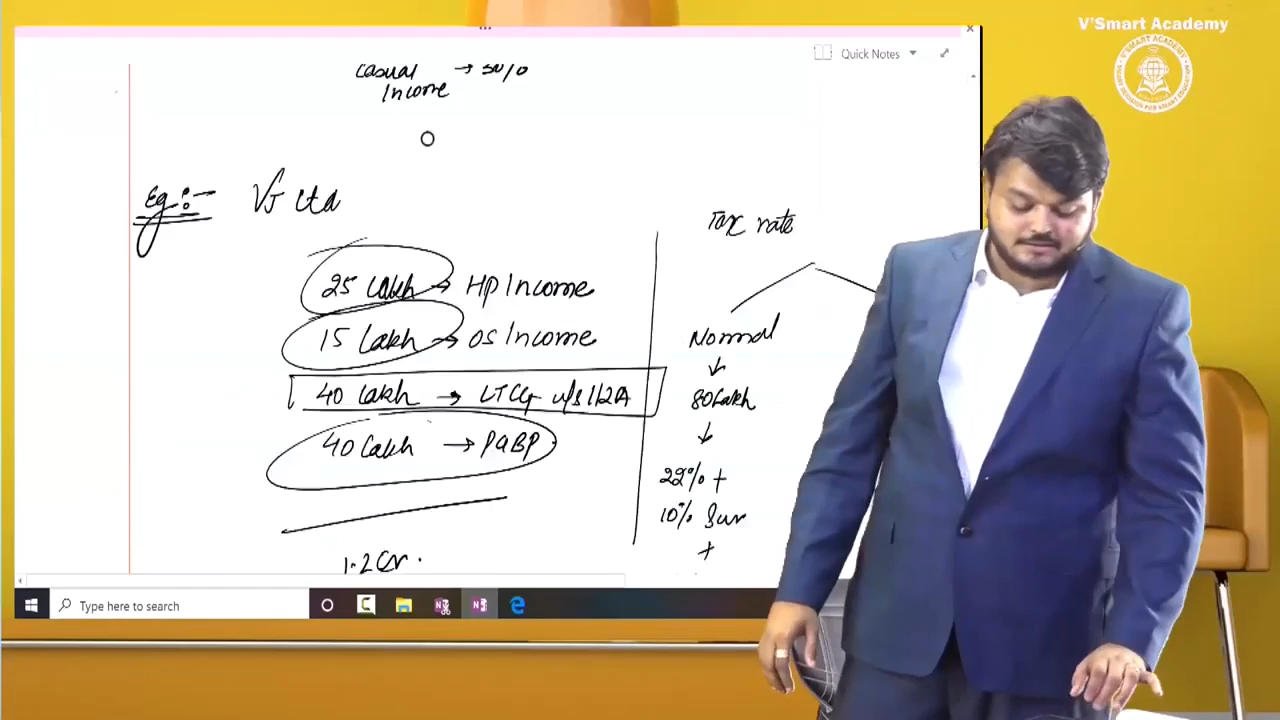 V'Smart Academy
Quick Notes
Casual → 30%
Income
Eg:- VJ Ltd
Tax rate
25 Lakh → HP Income
15 Lakh → OS Income
40 Lakh → LTCG u/s 112A
40 Lakh → PGBP
1.2 Cr.
Normal
↓
80 Lakh
↓
22% +
10% Sur
+
Type here to search